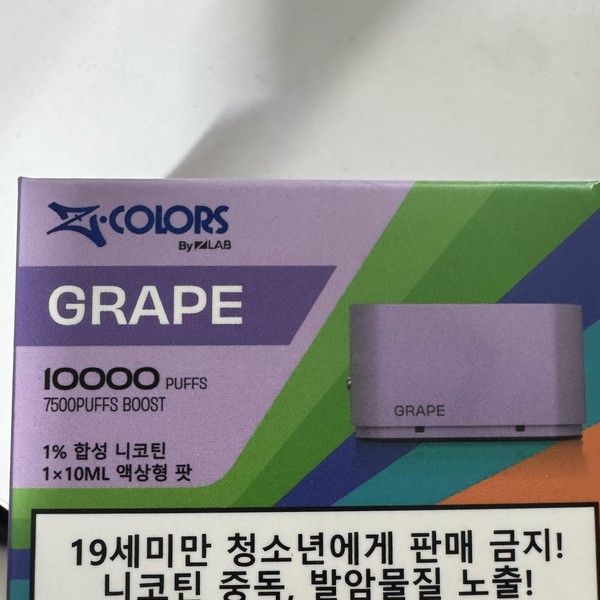 Z·COLORS
By ZLAB
GRAPE
10000 PUFFS
7500PUFFS BOOST
1% 합성 니코틴
1×10ML 액상형 팟
GRAPE
19세미만 청소년에게 판매 금지!
니코틴 중독, 발암물질 노출!